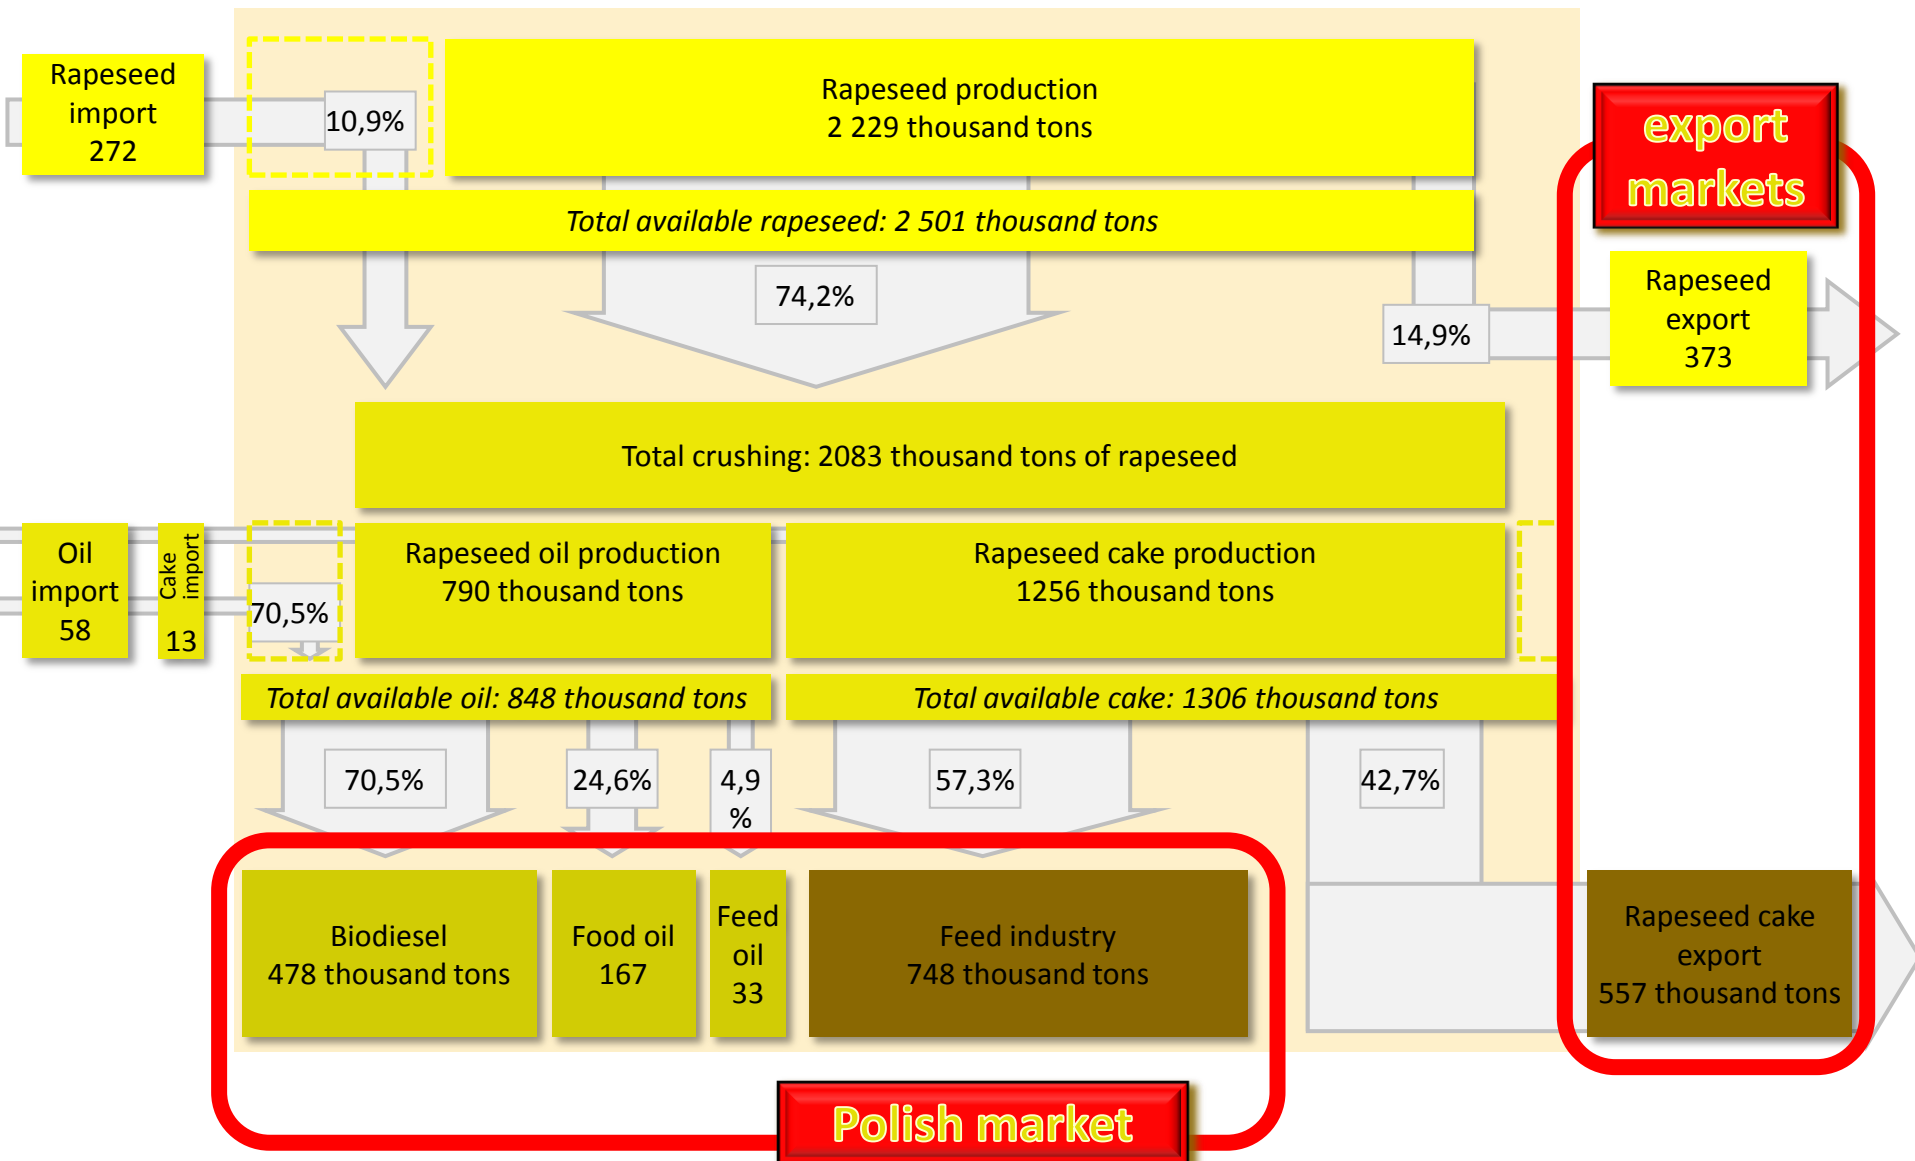 Rapeseed
import
272
10,9%
Rapeseed production
2 229 thousand tons
export
markets
Total available rapeseed: 2 501 thousand tons
74,2%
14,9%
Rapeseed
export
373
Total crushing: 2083 thousand tons of rapeseed
Oil
import
58
Cake
import
13
70,5%
Rapeseed oil production
790 thousand tons
Rapeseed cake production
1256 thousand tons
Total available oil: 848 thousand tons
Total available cake: 1306 thousand tons
70,5%
24,6%
4,9
%
57,3%
42,7%
Biodiesel
478 thousand tons
Food oil
167
Feed
oil
33
Feed industry
748 thousand tons
Rapeseed cake
export
557 thousand tons
Polish market